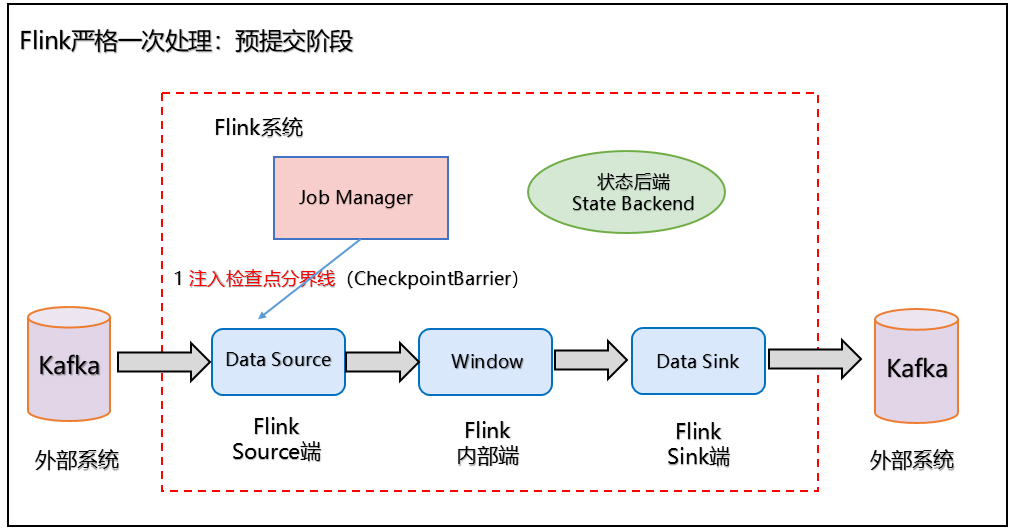 Flink严格一次处理：预提交阶段
Flink系统
Job Manager
状态后端
State Backend
1 注入检查点分界线（CheckpointBarrier）
Kafka
Data Source
Window
Data Sink
Kafka
外部系统
Flink
Source端
Flink
内部端
Flink
Sink端
外部系统